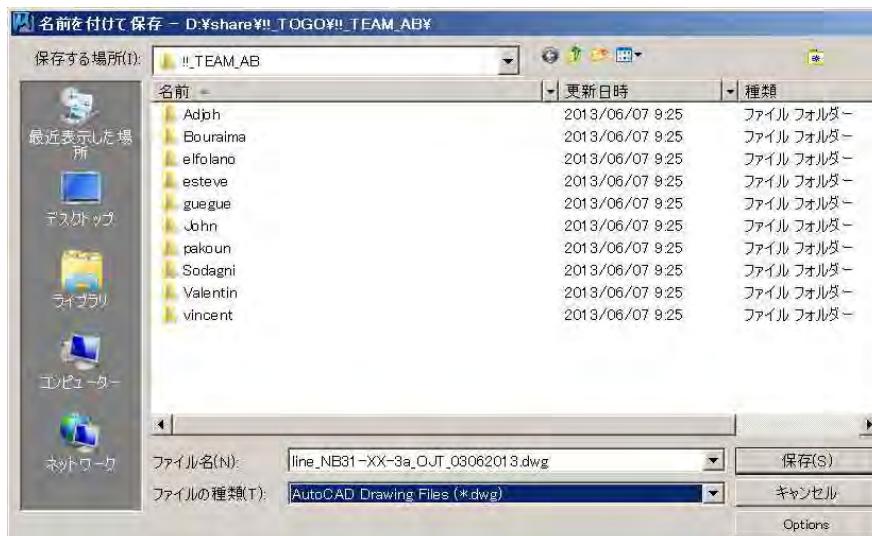 名前を付けて保存 - D:¥share¥!!_TOGO¥!!_TEAM_AB¥
保存する場所(I):
!!_TEAM_AB
名前
更新日時
種類
Adjoh
2013/06/07 9:25
ファイル フォルダー
Bouraima
2013/06/07 9:25
ファイル フォルダー
elfolano
2013/06/07 9:25
ファイル フォルダー
esteve
2013/06/07 9:25
ファイル フォルダー
guegue
2013/06/07 9:25
ファイル フォルダー
John
2013/06/07 9:25
ファイル フォルダー
pakoun
2013/06/07 9:25
ファイル フォルダー
Sodagni
2013/06/07 9:25
ファイル フォルダー
Valentin
2013/06/07 9:25
ファイル フォルダー
vincent
2013/06/07 9:25
ファイル フォルダー
最近表示した場
所
デスクトップ
ライブラリ
コンピューター
ネットワーク
ファイル名(N):
line_NB31-XX-3a_OJT_03062013.dwg
保存(S)
ファイルの種類(T):
AutoCAD Drawing Files (*.dwg)
キャンセル
Options